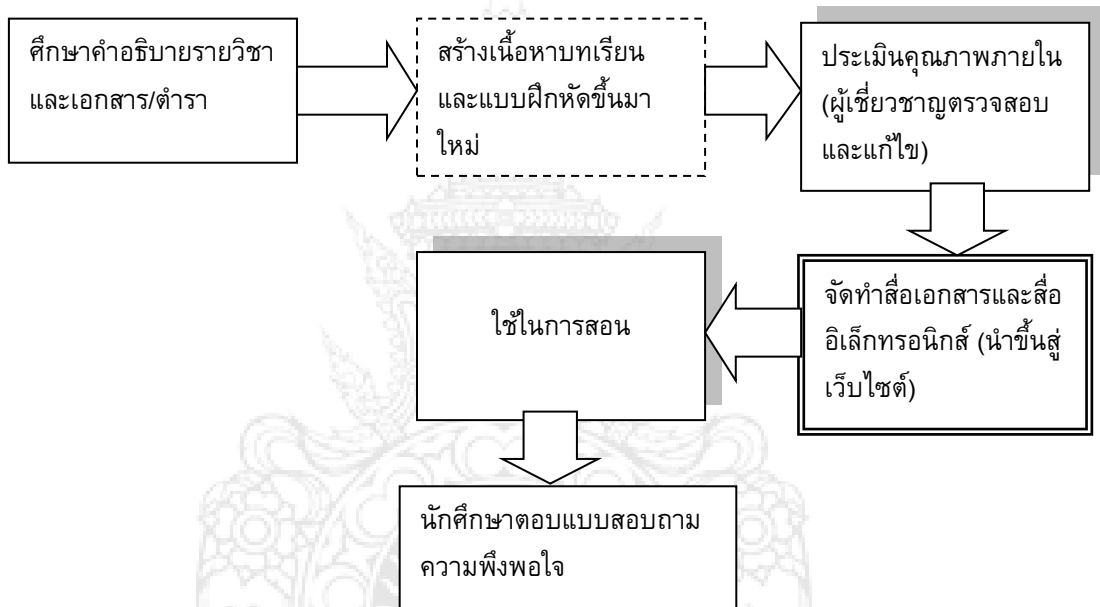 ศึกษาคำอธิบายรายวิชา
และเอกสาร/ตำรา
สร้างเนื้อหาบทเรียน
และแบบฝึกหัดขึ้นมา
ใหม่
ประเมินคุณภาพภายใน
(ผู้เชี่ยวชาญตรวจสอบ
และแก้ไข)
จัดทำสื่อเอกสารและสื่อ
อิเล็กทรอนิกส์ (นำขึ้นสู่
เว็บไซต์)
ใช้ในการสอน
นักศึกษาตอบแบบสอบถาม
ความพึงพอใจ